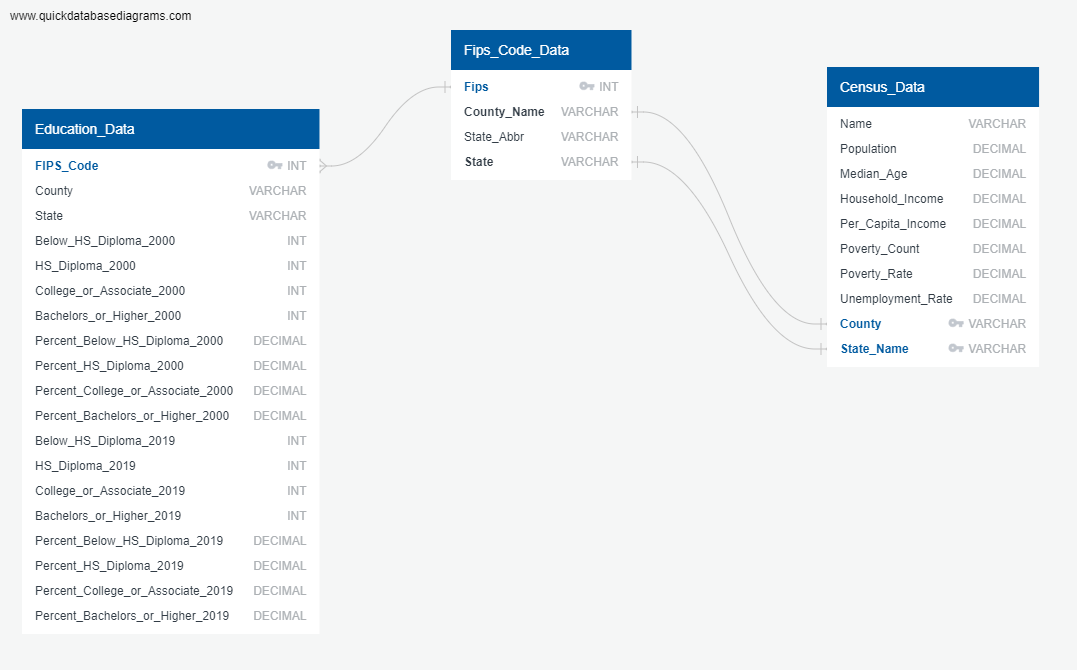 www.quickdatabasediagrams.com
Education_Data
FIPS_Code INT
County VARCHAR
State VARCHAR
Below_HS_Diploma_2000 INT
HS_Diploma_2000 INT
College_or_Associate_2000 INT
Bachelors_or_Higher_2000 INT
Percent_Below_HS_Diploma_2000 DECIMAL
Percent_HS_Diploma_2000 DECIMAL
Percent_College_or_Associate_2000 DECIMAL
Percent_Bachelors_or_Higher_2000 DECIMAL
Below_HS_Diploma_2019 INT
HS_Diploma_2019 INT
College_or_Associate_2019 INT
Bachelors_or_Higher_2019 INT
Percent_Below_HS_Diploma_2019 DECIMAL
Percent_HS_Diploma_2019 DECIMAL
Percent_College_or_Associate_2019 DECIMAL
Percent_Bachelors_or_Higher_2019 DECIMAL
Fips_Code_Data
Fips INT
County_Name VARCHAR
State_Abbr VARCHAR
State VARCHAR
Census_Data
Name VARCHAR
Population DECIMAL
Median_Age DECIMAL
Household_Income DECIMAL
Per_Capita_Income DECIMAL
Poverty_Count DECIMAL
Poverty_Rate DECIMAL
Unemployment_Rate DECIMAL
County VARCHAR
State_Name VARCHAR